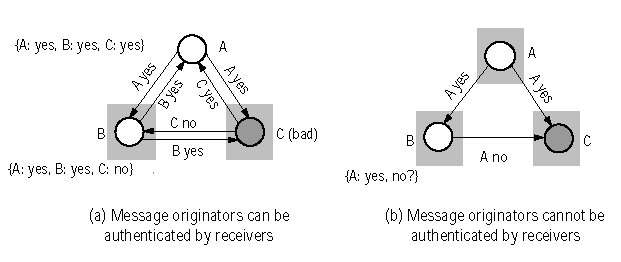 {A: yes, B: yes, C: yes}
A
A yes
B yes
C yes
A yes
B
C no
C (bad)
B yes
{A: yes, B: yes, C: no}
(a) Message originators can be
authenticated by receivers
A
A yes
A yes
B
C
A no
{A: yes, no?}
(b) Message originators cannot be
authenticated by receivers